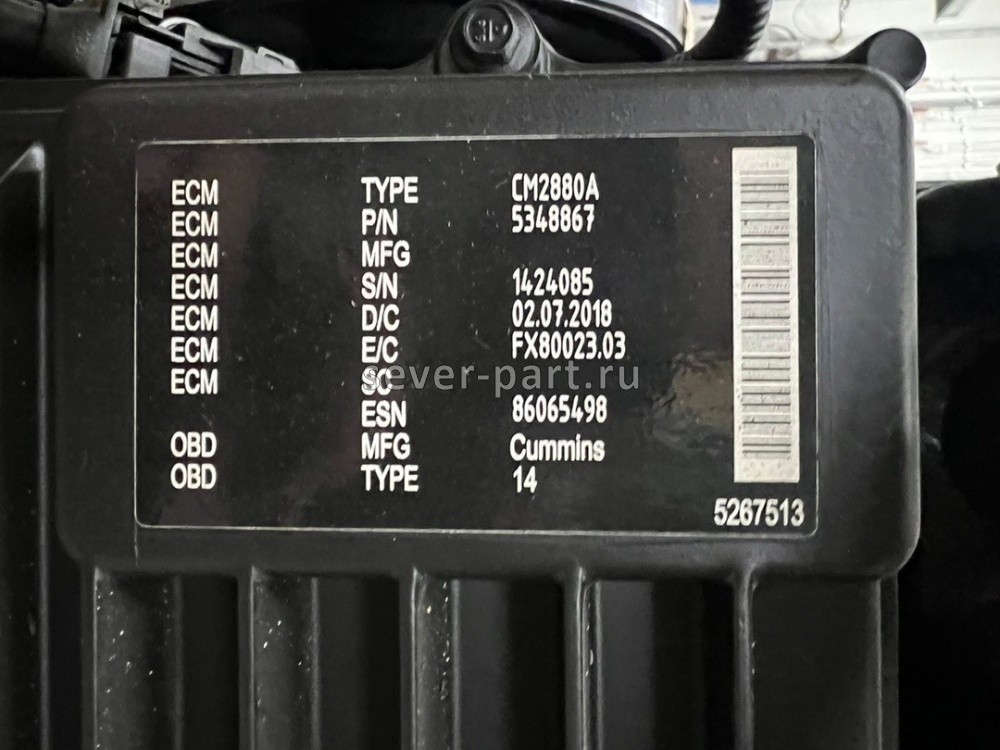 ECM TYPE CM2880A
ECM P/N 5348867
ECM MFG
ECM S/N 1424085
ECM D/C 02.07.2018
ECM E/C FX80023.03
ECM SC
sever-part.ru
ESN 86065498
OBD MFG Cummins
OBD TYPE 14
5267513